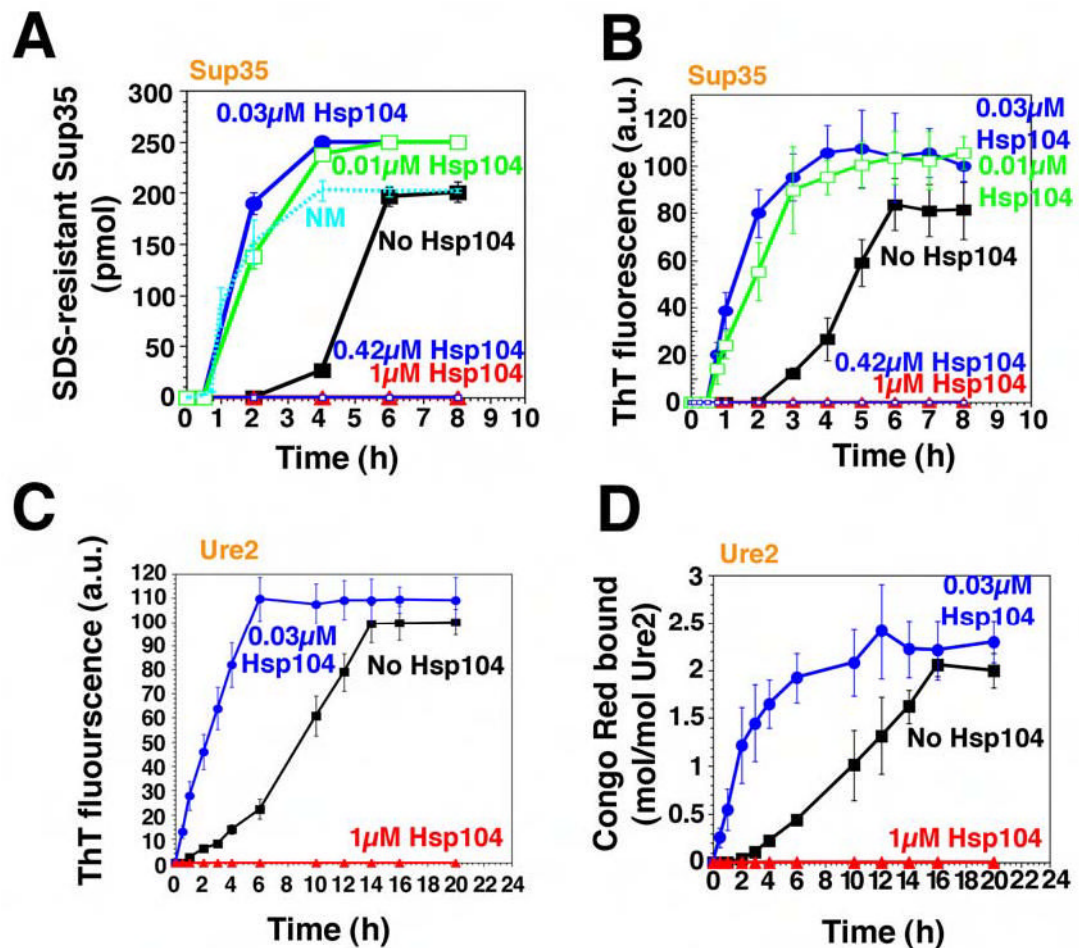 A
Sup35
SDS-resistant Sup35
(pmol)
300
250
200
150
100
50
0
0.03µM Hsp104
0.01µM Hsp104
NM
No Hsp104
0.42µM Hsp104
1µM Hsp104
0 1 2 3 4 5 6 7 8 9 10
Time (h)
B
Sup35
ThT fluorescence (a.u.)
120
100
80
60
40
20
0
0.03µM
Hsp104
0.01µM
Hsp104
No Hsp104
0.42µM Hsp104
1µM Hsp104
0 1 2 3 4 5 6 7 8 9 10
Time (h)
C
Ure2
ThT fluourscence (a.u.)
120
110
100
90
80
70
60
50
40
30
20
10
0
0.03µM
Hsp104
No Hsp104
1µM Hsp104
0 2 4 6 8 10 12 14 16 18 20 22 24
Time (h)
D
Ure2
Congo Red bound
(mol/mol Ure2)
3
2.5
2
1.5
1
0.5
0
0.03µM
Hsp104
No Hsp104
1µM Hsp104
0 2 4 6 8 10 12 14 16 18 20 22 24
Time (h)